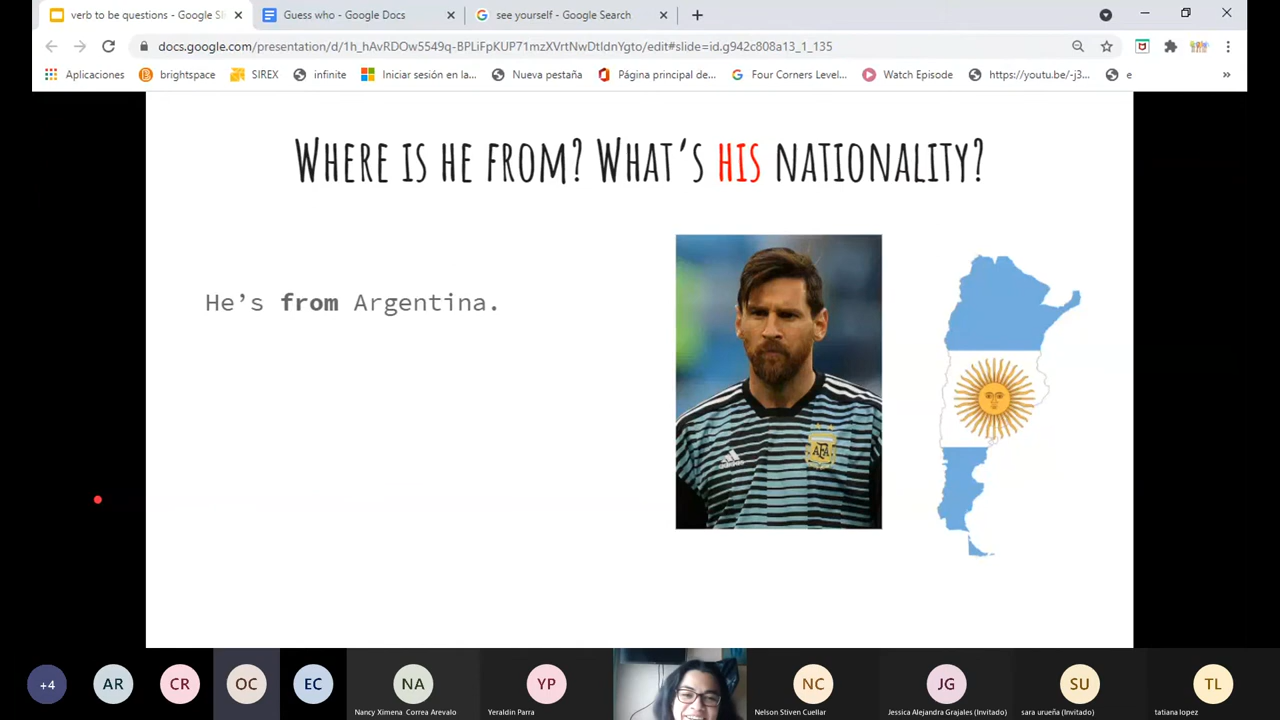 verb to be questions - Google Sl
Guess who - Google Docs
see yourself - Google Search
docs.google.com/presentation/d/1h_hAvRDOw5549q-BPLiFpKUP71mzXVrtNwDtIdnYgto/edit#slide=id.g942c808a13_1_135
Aplicaciones
brightspace
SIREX
infinite
Iniciar sesión en la...
Nueva pestaña
Página principal de...
Four Corners Level...
Watch Episode
https://youtu.be/-j3...
e
»
WHERE IS HE FROM? WHAT'S HIS NATIONALITY?
He's from Argentina.
adidas
AFA
+4
AR
CR
OC
EC
NA
YP
NC
JG
SU
TL
Nancy Ximena Correa Arevalo
Yeraldin Parra
Nelson Stiven Cuellar
Jessica Alejandra Grajales (Invitado)
sara urueña (Invitado)
tatiana lopez